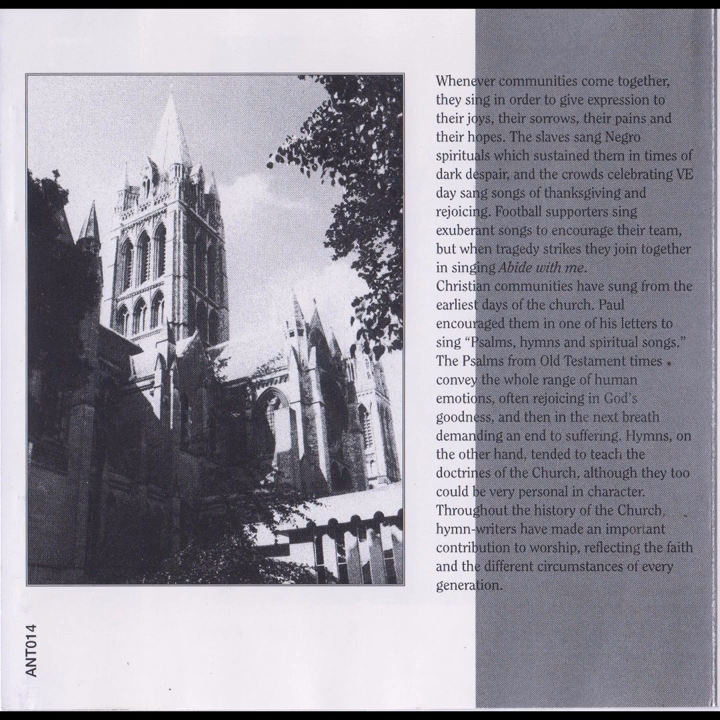 Whenever communities come together,
they sing in order to give expression to
their joys, their sorrows, their pains and
their hopes. The slaves sang Negro
spirituals which sustained them in times of
dark despair, and the crowds celebrating VE
day sang songs of thanksgiving and
rejoicing. Football supporters sing
exuberant songs to encourage their team,
but when tragedy strikes they join together
in singing Abide with me.
Christian communities have sung from the
earliest days of the church. Paul
encouraged them in one of his letters to
sing “Psalms, hymns and spiritual songs.”
The Psalms from Old Testament times
convey the whole range of human
emotions, often rejoicing in God's
goodness, and then in the next breath
demanding an end to suffering. Hymns, on
the other hand, tended to teach the
doctrines of the Church, although they too
could be very personal in character.
Throughout the history of the Church,
hymn-writers have made an important
contribution to worship, reflecting the faith
and the different circumstances of every
generation.
ANT014